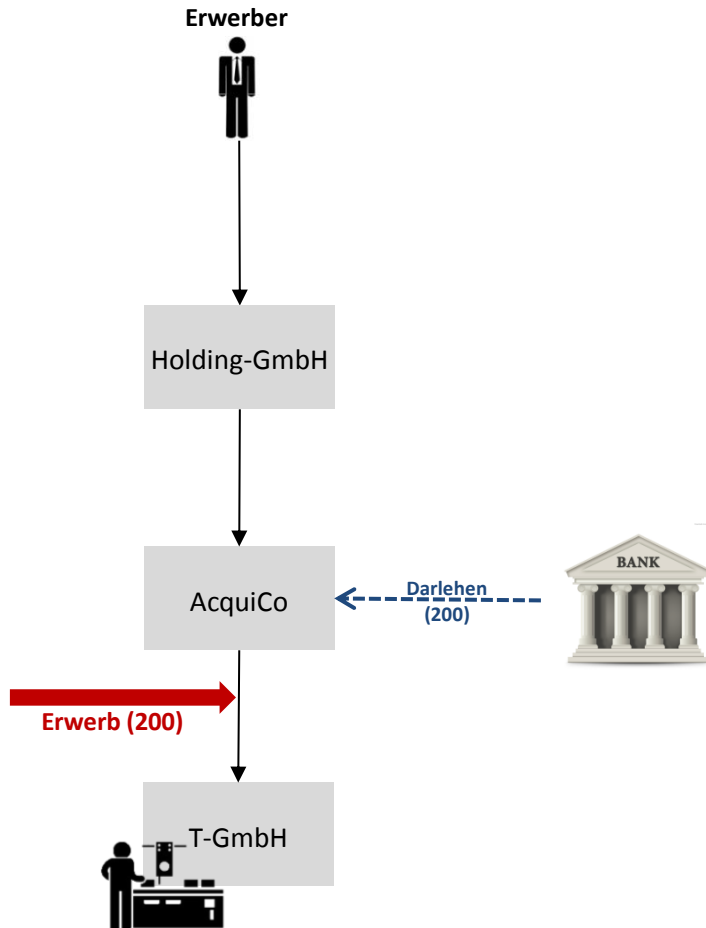 Erwerber
Holding-GmbH
BANK
AcquiCo
Darlehen
(200)
Erwerb (200)
T-GmbH